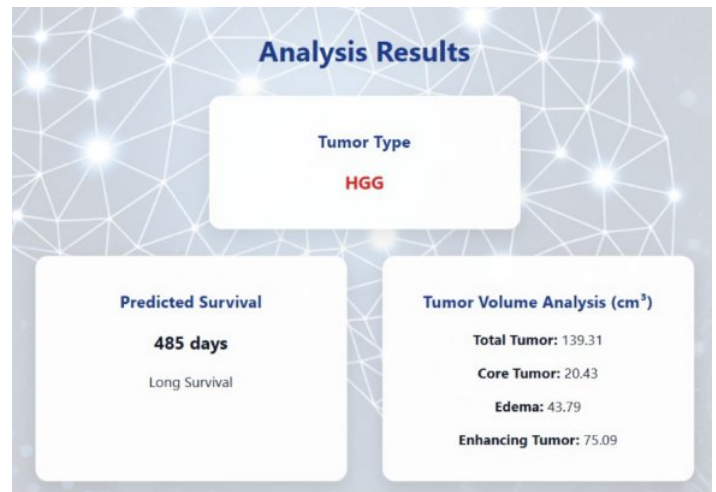 Analysis Results
Tumor Type
HGG
Predicted Survival
485 days
Long Survival
Tumor Volume Analysis (cm³)
Total Tumor: 139.31
Core Tumor: 20.43
Edema: 43.79
Enhancing Tumor: 75.09